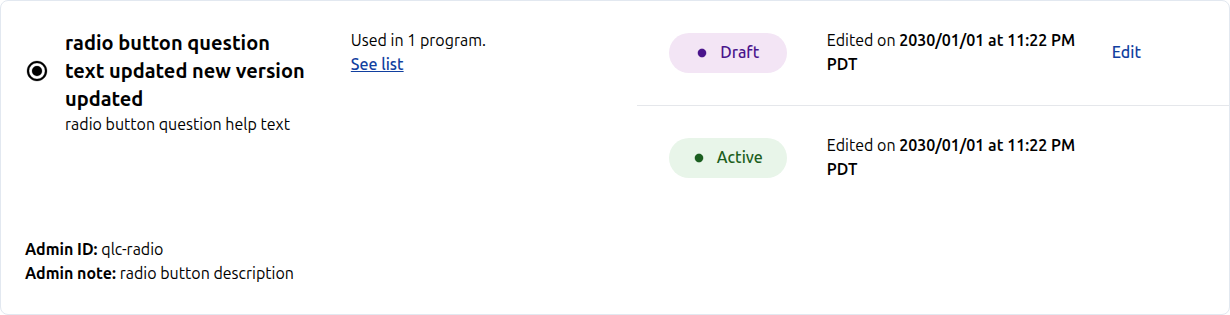 radio button question
text updated new version
updated
radio button question help text
Used in 1 program.
See list
Draft
Edited on 2030/01/01 at 11:22 PM
PDT
Edit
Active
Edited on 2030/01/01 at 11:22 PM
PDT
Admin ID: qlc-radio
Admin note: radio button description